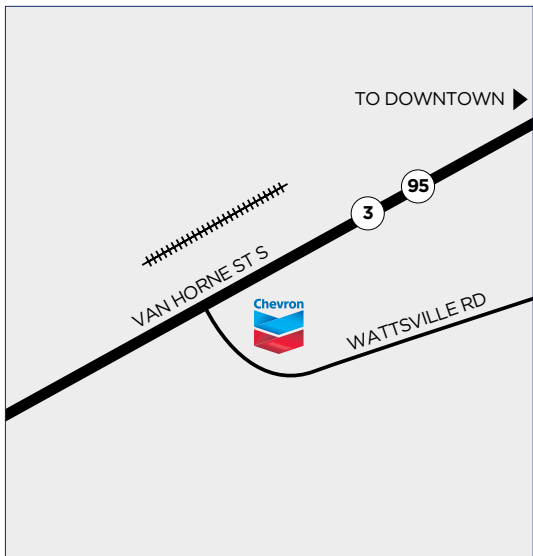 TO DOWNTOWN
95
3
VAN HORNE ST S
Chevron
WATTSVILLE RD